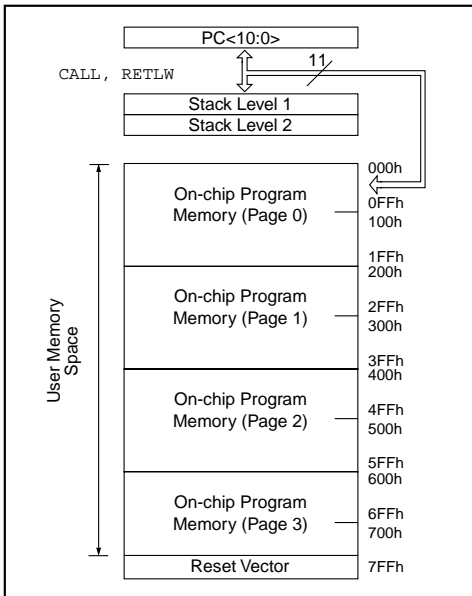 PC<10:0>
CALL, RETLW
11
Stack Level 1
Stack Level 2
000h
On-chip Program
Memory (Page 0)
0FFh
100h
1FFh
200h
On-chip Program
Memory (Page 1)
2FFh
300h
3FFh
400h
On-chip Program
Memory (Page 2)
4FFh
500h
5FFh
600h
On-chip Program
Memory (Page 3)
6FFh
700h
Reset Vector
7FFh
User Memory
Space